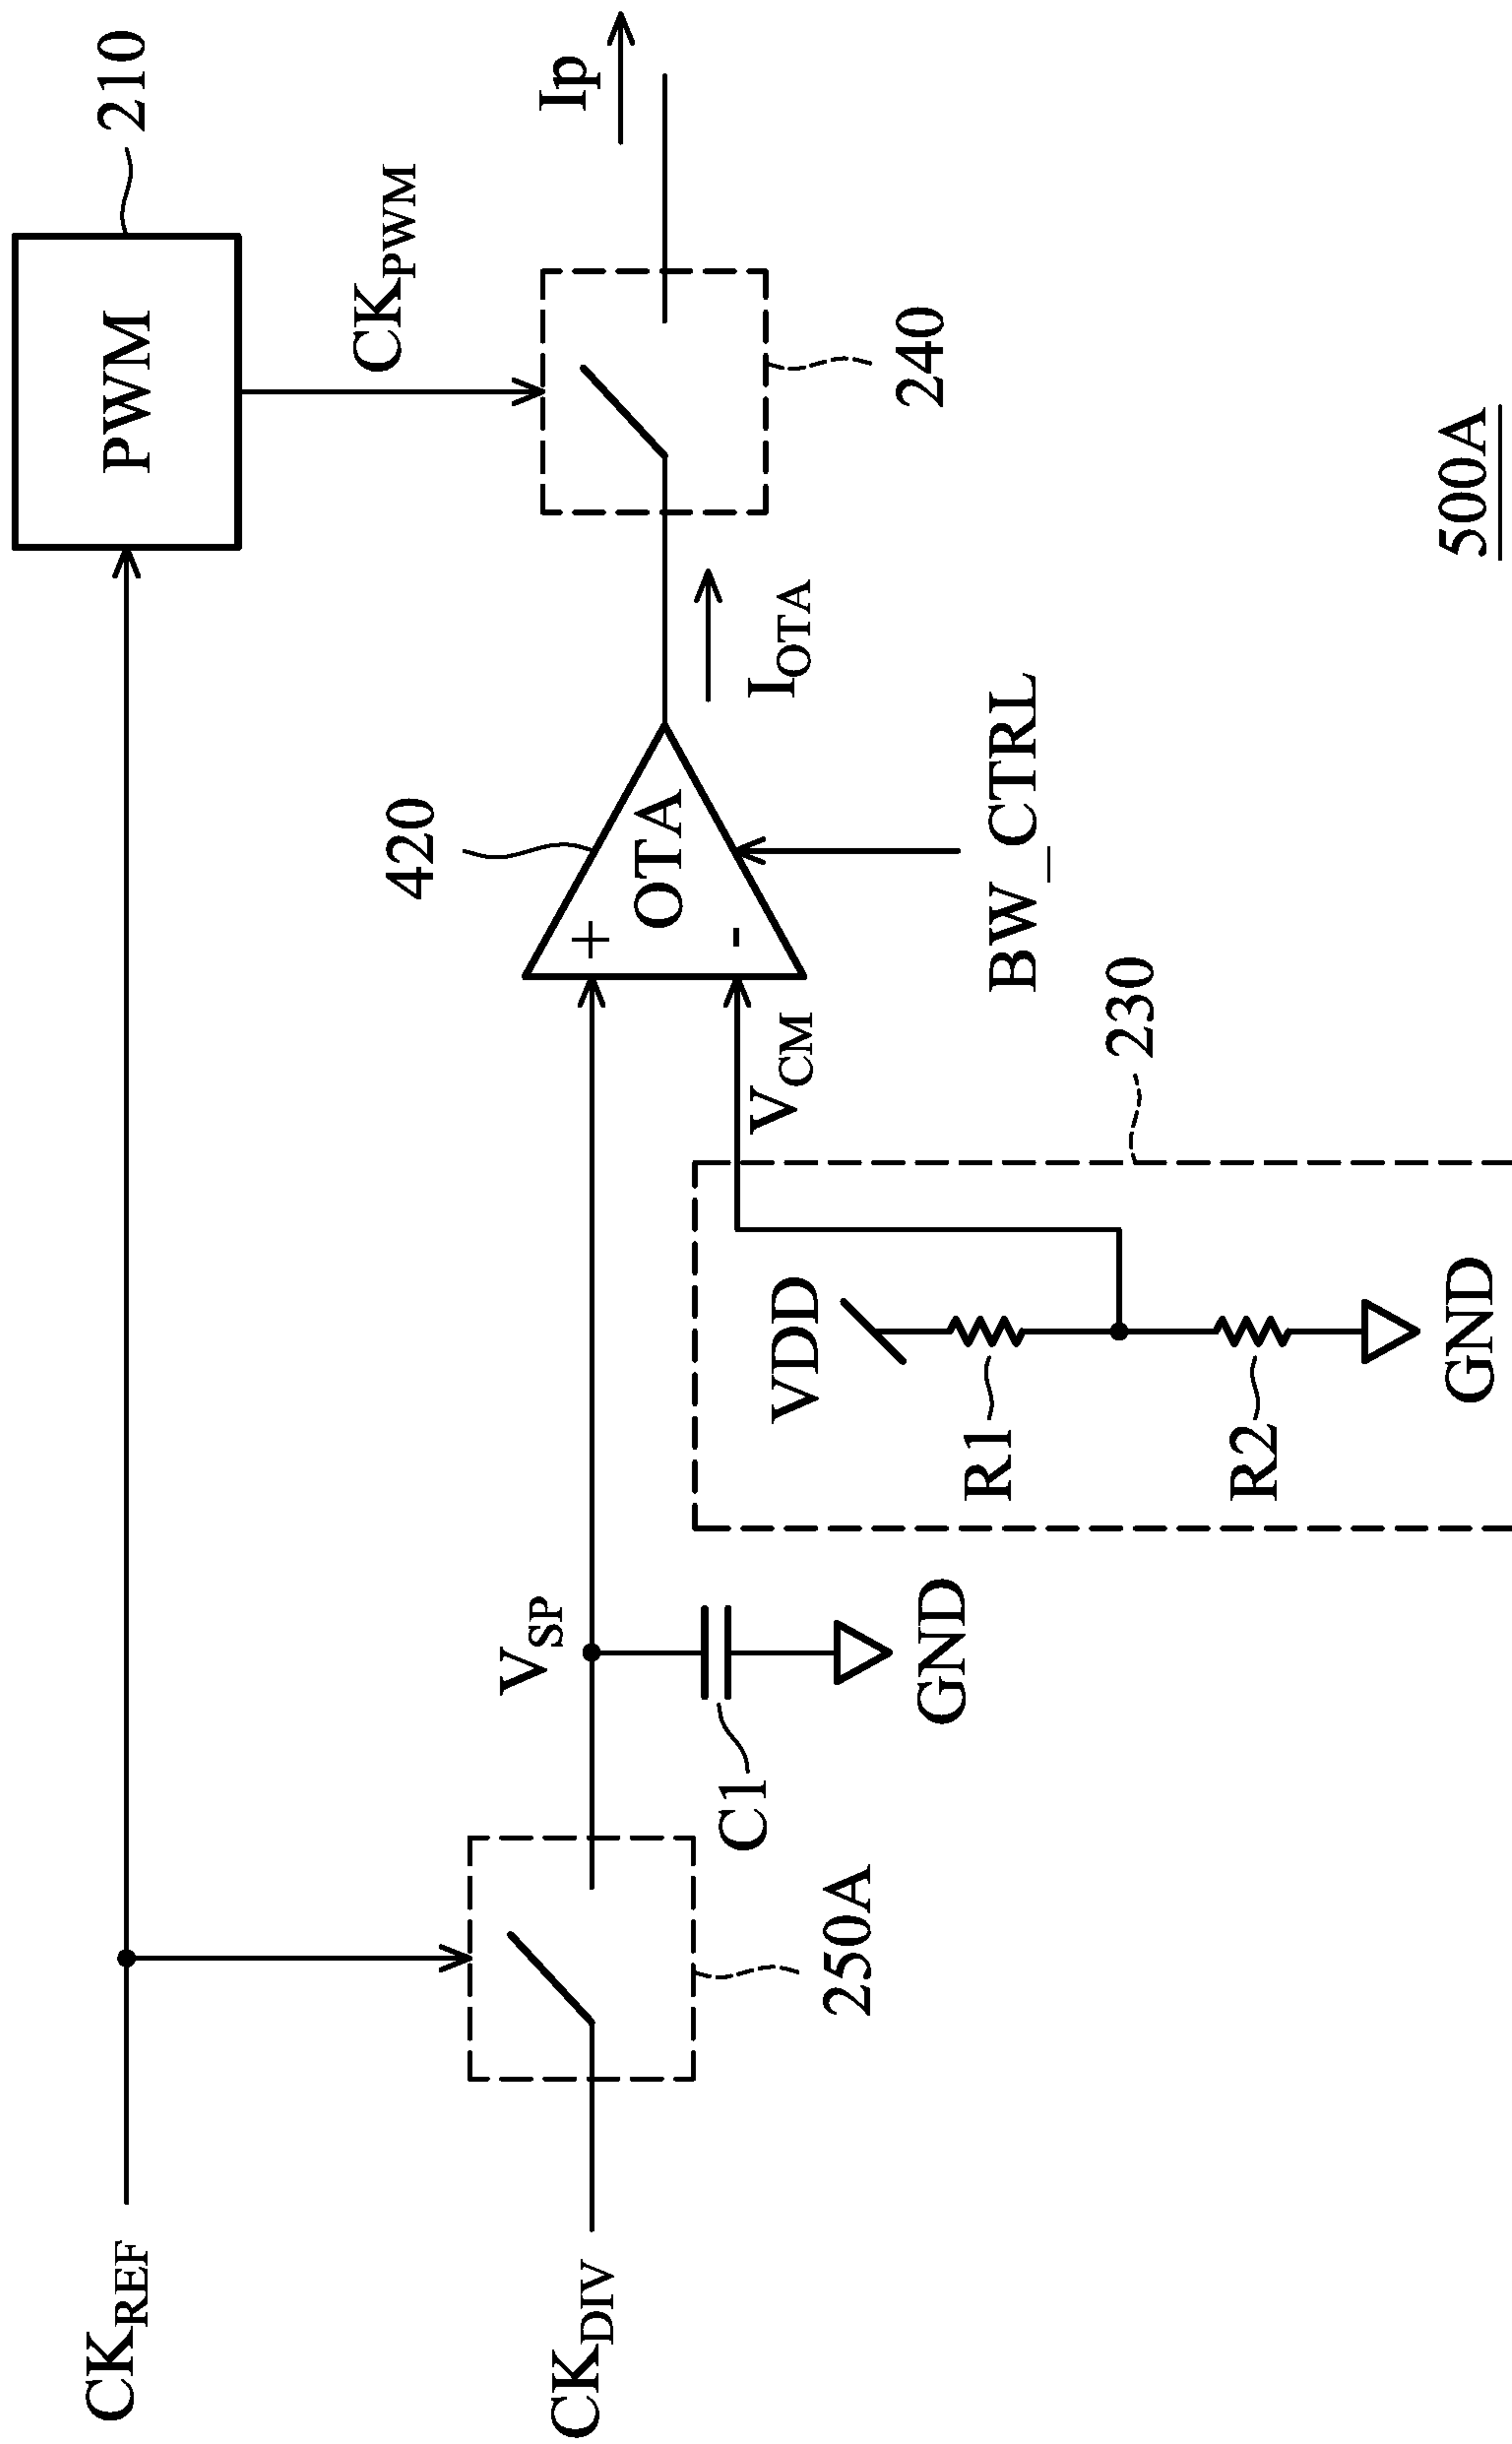 CKREF
CKDIV
250A
VSP
C1
GND
VDD
R1
R2
GND
230
VCM
420
+
-
OTA
BW_CTRL
IOTA
PWM
210
CKPWM
240
Ip
500A